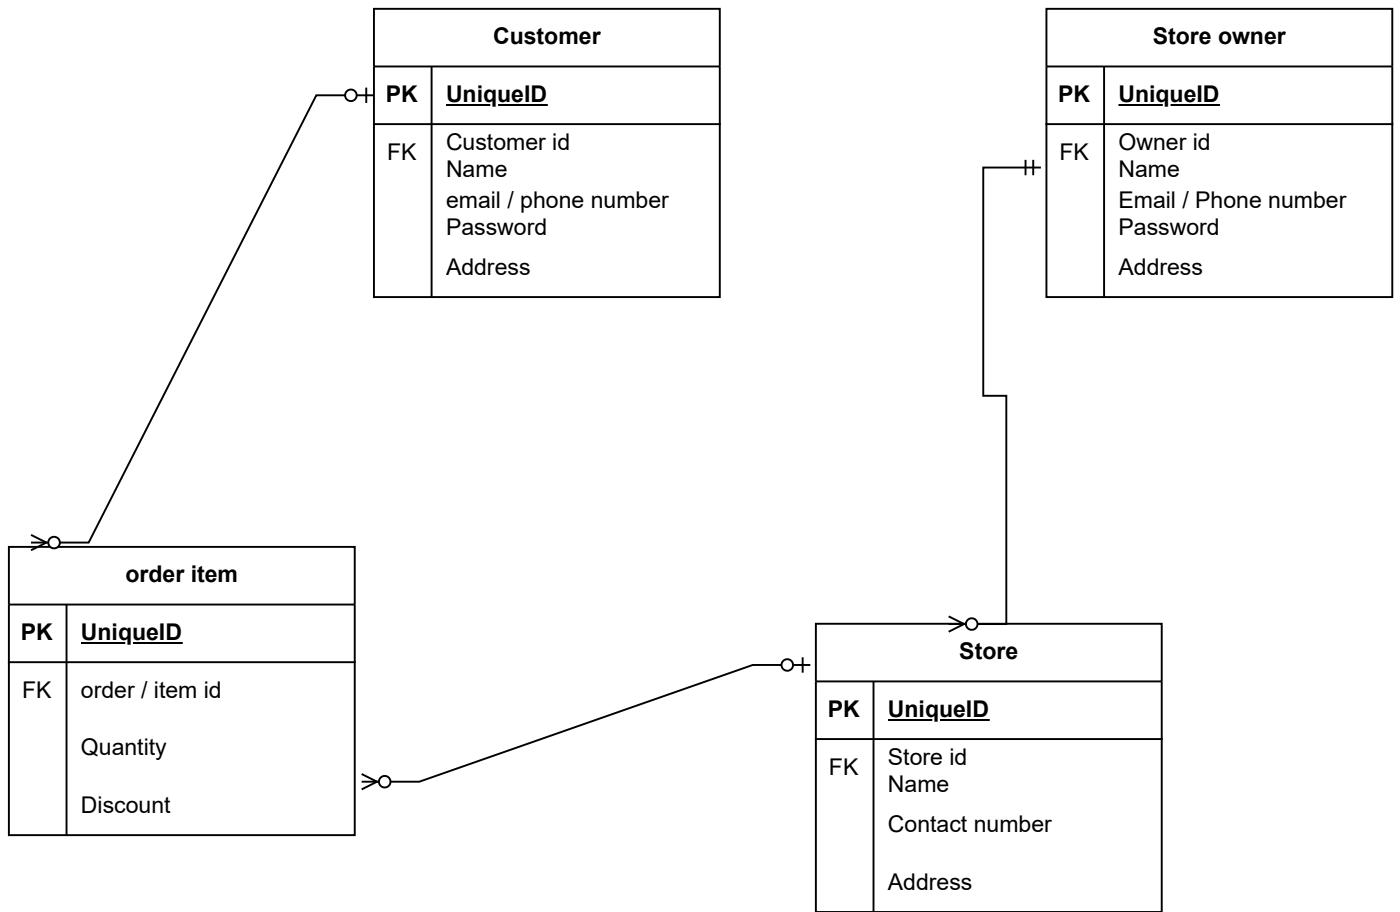 Customer
PK UniqueID
FK Customer id
Name
email / phone number
Password
Address
Store owner
PK UniqueID
FK Owner id
Name
Email / Phone number
Password
Address
order item
PK UniqueID
FK order / item id
Quantity
Discount
Store
PK UniqueID
FK Store id
Name
Contact number
Address